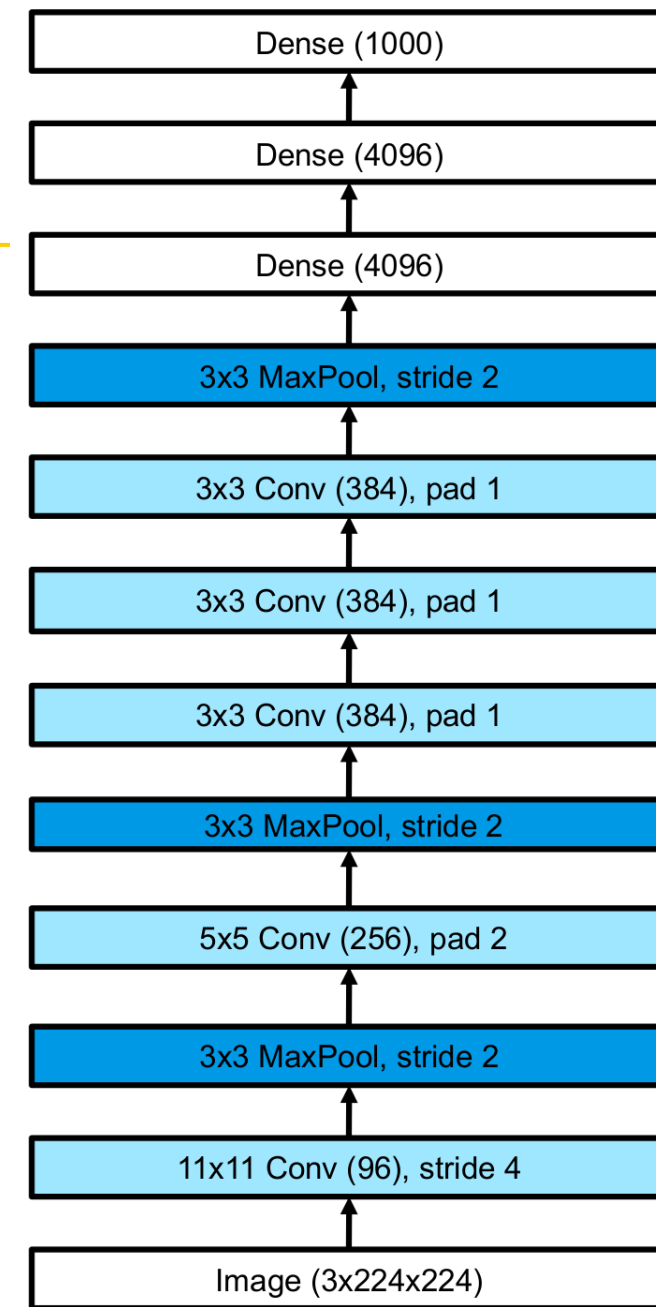 Dense (1000)
Dense (4096)
Dense (4096)
3x3 MaxPool, stride 2
3x3 Conv (384), pad 1
3x3 Conv (384), pad 1
3x3 Conv (384), pad 1
3x3 MaxPool, stride 2
5x5 Conv (256), pad 2
3x3 MaxPool, stride 2
11x11 Conv (96), stride 4
Image (3x224x224)